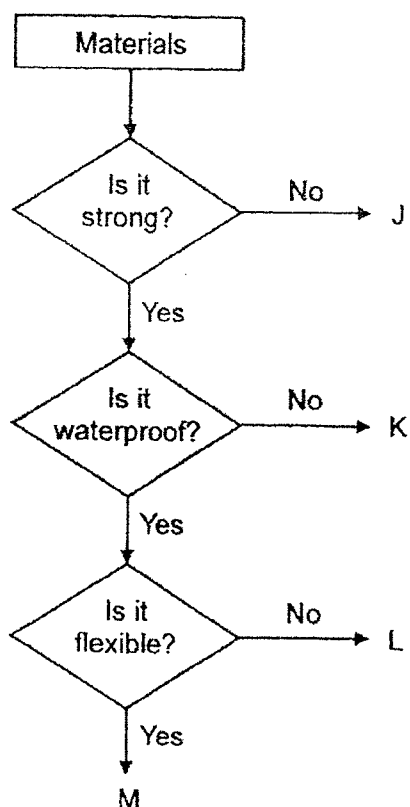 Materials
Is it
strong?
No
J
Yes
Is it
waterproof?
No
K
Yes
Is it
flexible?
No
L
Yes
M